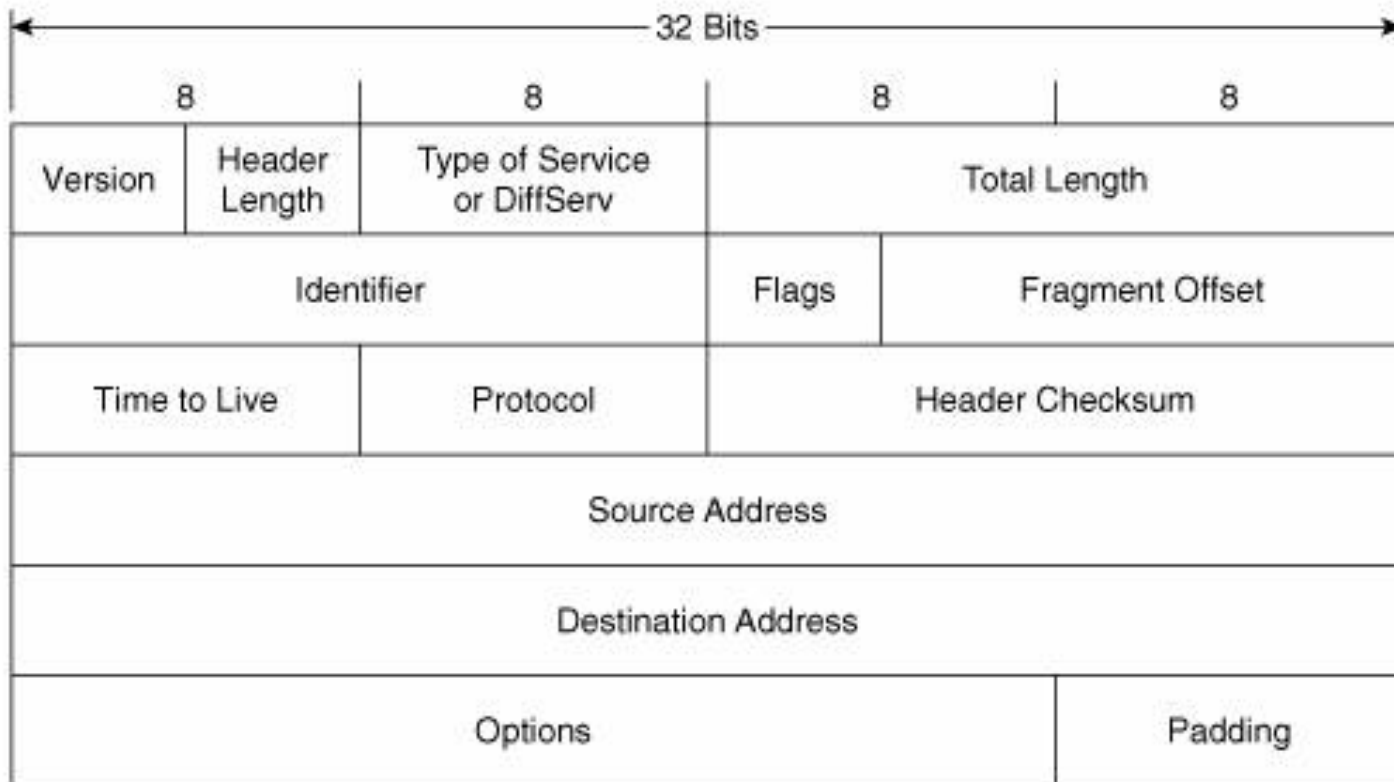 32 Bits
8 8 8 8
Version Header Length Type of Service or DiffServ Total Length
Identifier Flags Fragment Offset
Time to Live Protocol Header Checksum
Source Address
Destination Address
Options Padding